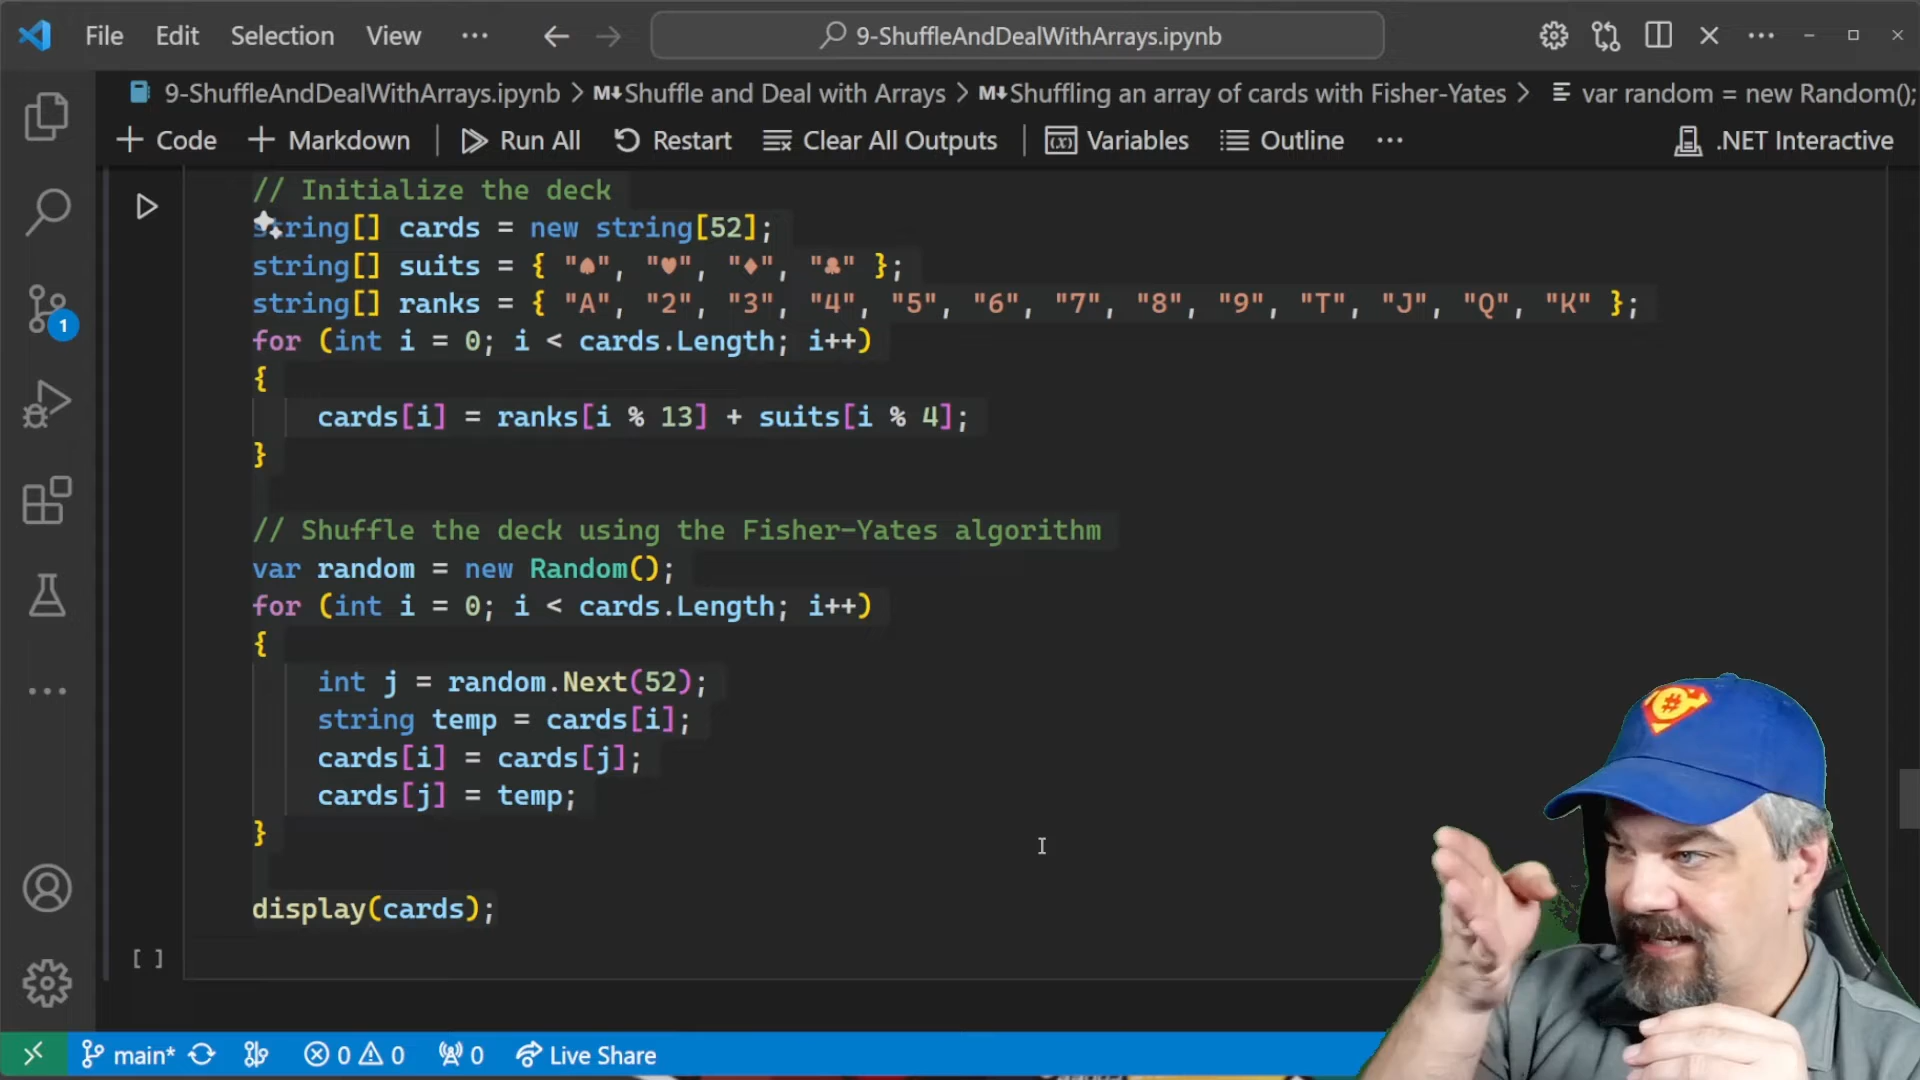 File Edit Selection View ... 9-ShuffleAndDealWithArrays.ipynb
9-ShuffleAndDealWithArrays.ipynb > M↓Shuffle and Deal with Arrays > M↓Shuffling an array of cards with Fisher-Yates > var random = new Random();
+ Code + Markdown Run All Restart Clear All Outputs (x) Variables Outline ... .NET Interactive
// Initialize the deck
string[] cards = new string[52];
string[] suits = { "♠", "♥", "♦", "♣" };
string[] ranks = { "A", "2", "3", "4", "5", "6", "7", "8", "9", "T", "J", "Q", "K" };
for (int i = 0; i < cards.Length; i++)
{
cards[i] = ranks[i % 13] + suits[i % 4];
}
// Shuffle the deck using the Fisher-Yates algorithm
var random = new Random();
for (int i = 0; i < cards.Length; i++)
{
int j = random.Next(52);
string temp = cards[i];
cards[i] = cards[j];
cards[j] = temp;
}
display(cards);
[ ]
1
C#
main* 0 0 0 Live Share